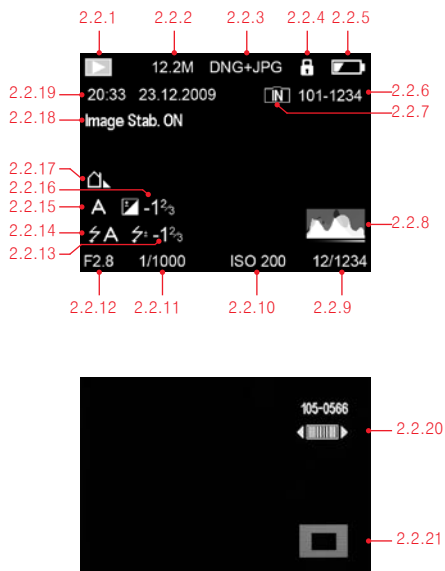 2.2.1 2.2.2 2.2.3 2.2.4 2.2.5
12.2M DNG+JPG
2.2.19 20:33 23.12.2009 IN 101-1234 2.2.6
2.2.7
2.2.18 Image Stab. ON
2.2.17
2.2.16
2.2.15 A -1 2/3
2.2.8
2.2.14 A -1 2/3
2.2.13
F2.8 1/1000 ISO 200 12/1234
2.2.12 2.2.11 2.2.10 2.2.9
105-0566
2.2.20
2.2.21